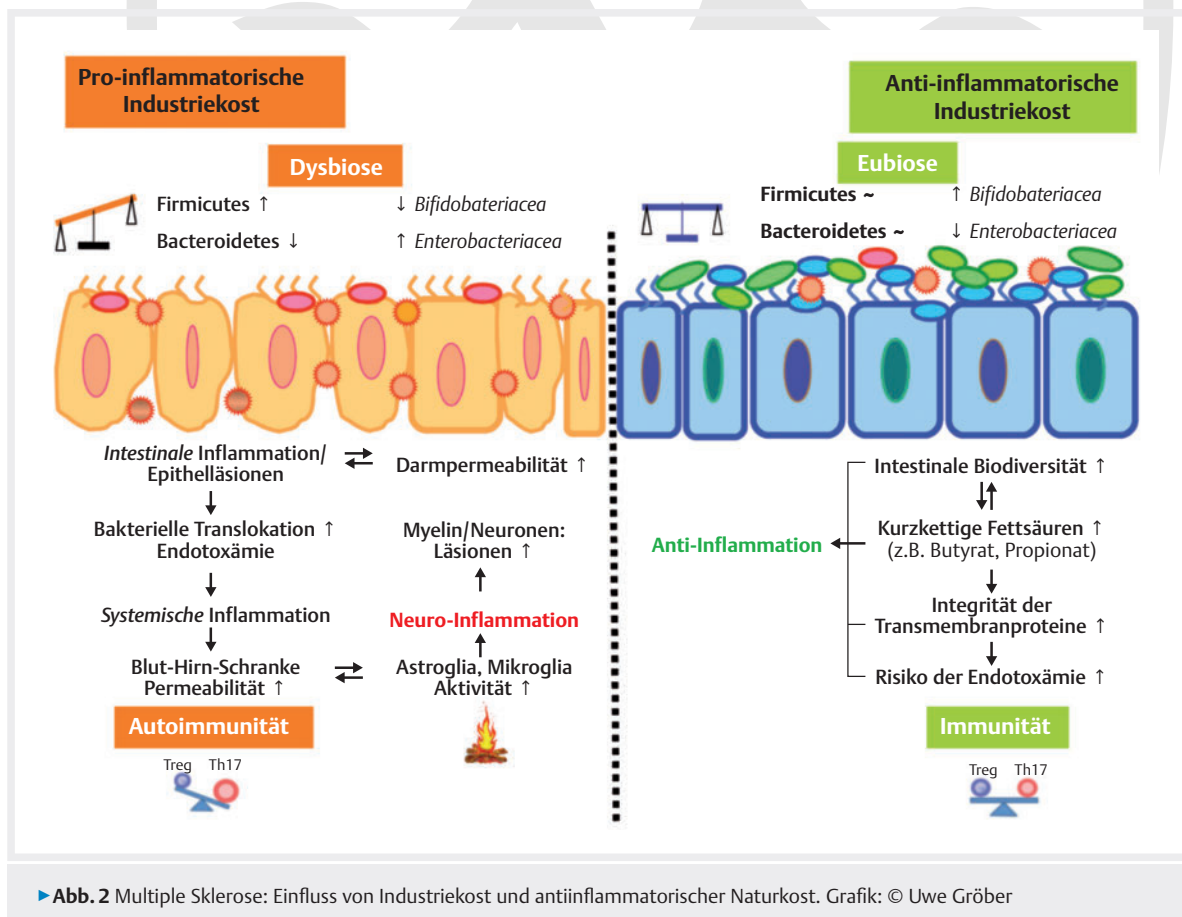 Pro-inflammatorische
Industriekost
Dysbiose
Firmicutes ↑
↓ Bifidobateriacea
Bacteroidetes ↓
↑ Enterobacteriacea
Intestinale Inflammation/
Epithelläsionen
Darmpermeabilität ↑
Bakterielle Translokation ↑
Endotoxämie
Myelin/Neuronen:
Läsionen ↑
Systemische Inflammation
Neuro-Inflammation
Blut-Hirn-Schranke
Permeabilität ↑
Astroglia, Mikroglia
Aktivität ↑
Autoimmunität
Treg Th17
Anti-inflammatorische
Industriekost
Eubiose
Firmicutes ~
↑ Bifidobateriacea
Bacteroidetes ~
↓ Enterobacteriacea
Intestinale Biodiversität ↑
Anti-Inflammation
Kurzkettige Fettsäuren ↑
(z.B. Butyrat, Propionat)
Integrität der
Transmembranproteine ↑
Risiko der Endotoxämie ↑
Immunität
Treg Th17
►Abb. 2 Multiple Sklerose: Einfluss von Industriekost und antiinflammatorischer Naturkost. Grafik: © Uwe Gröber